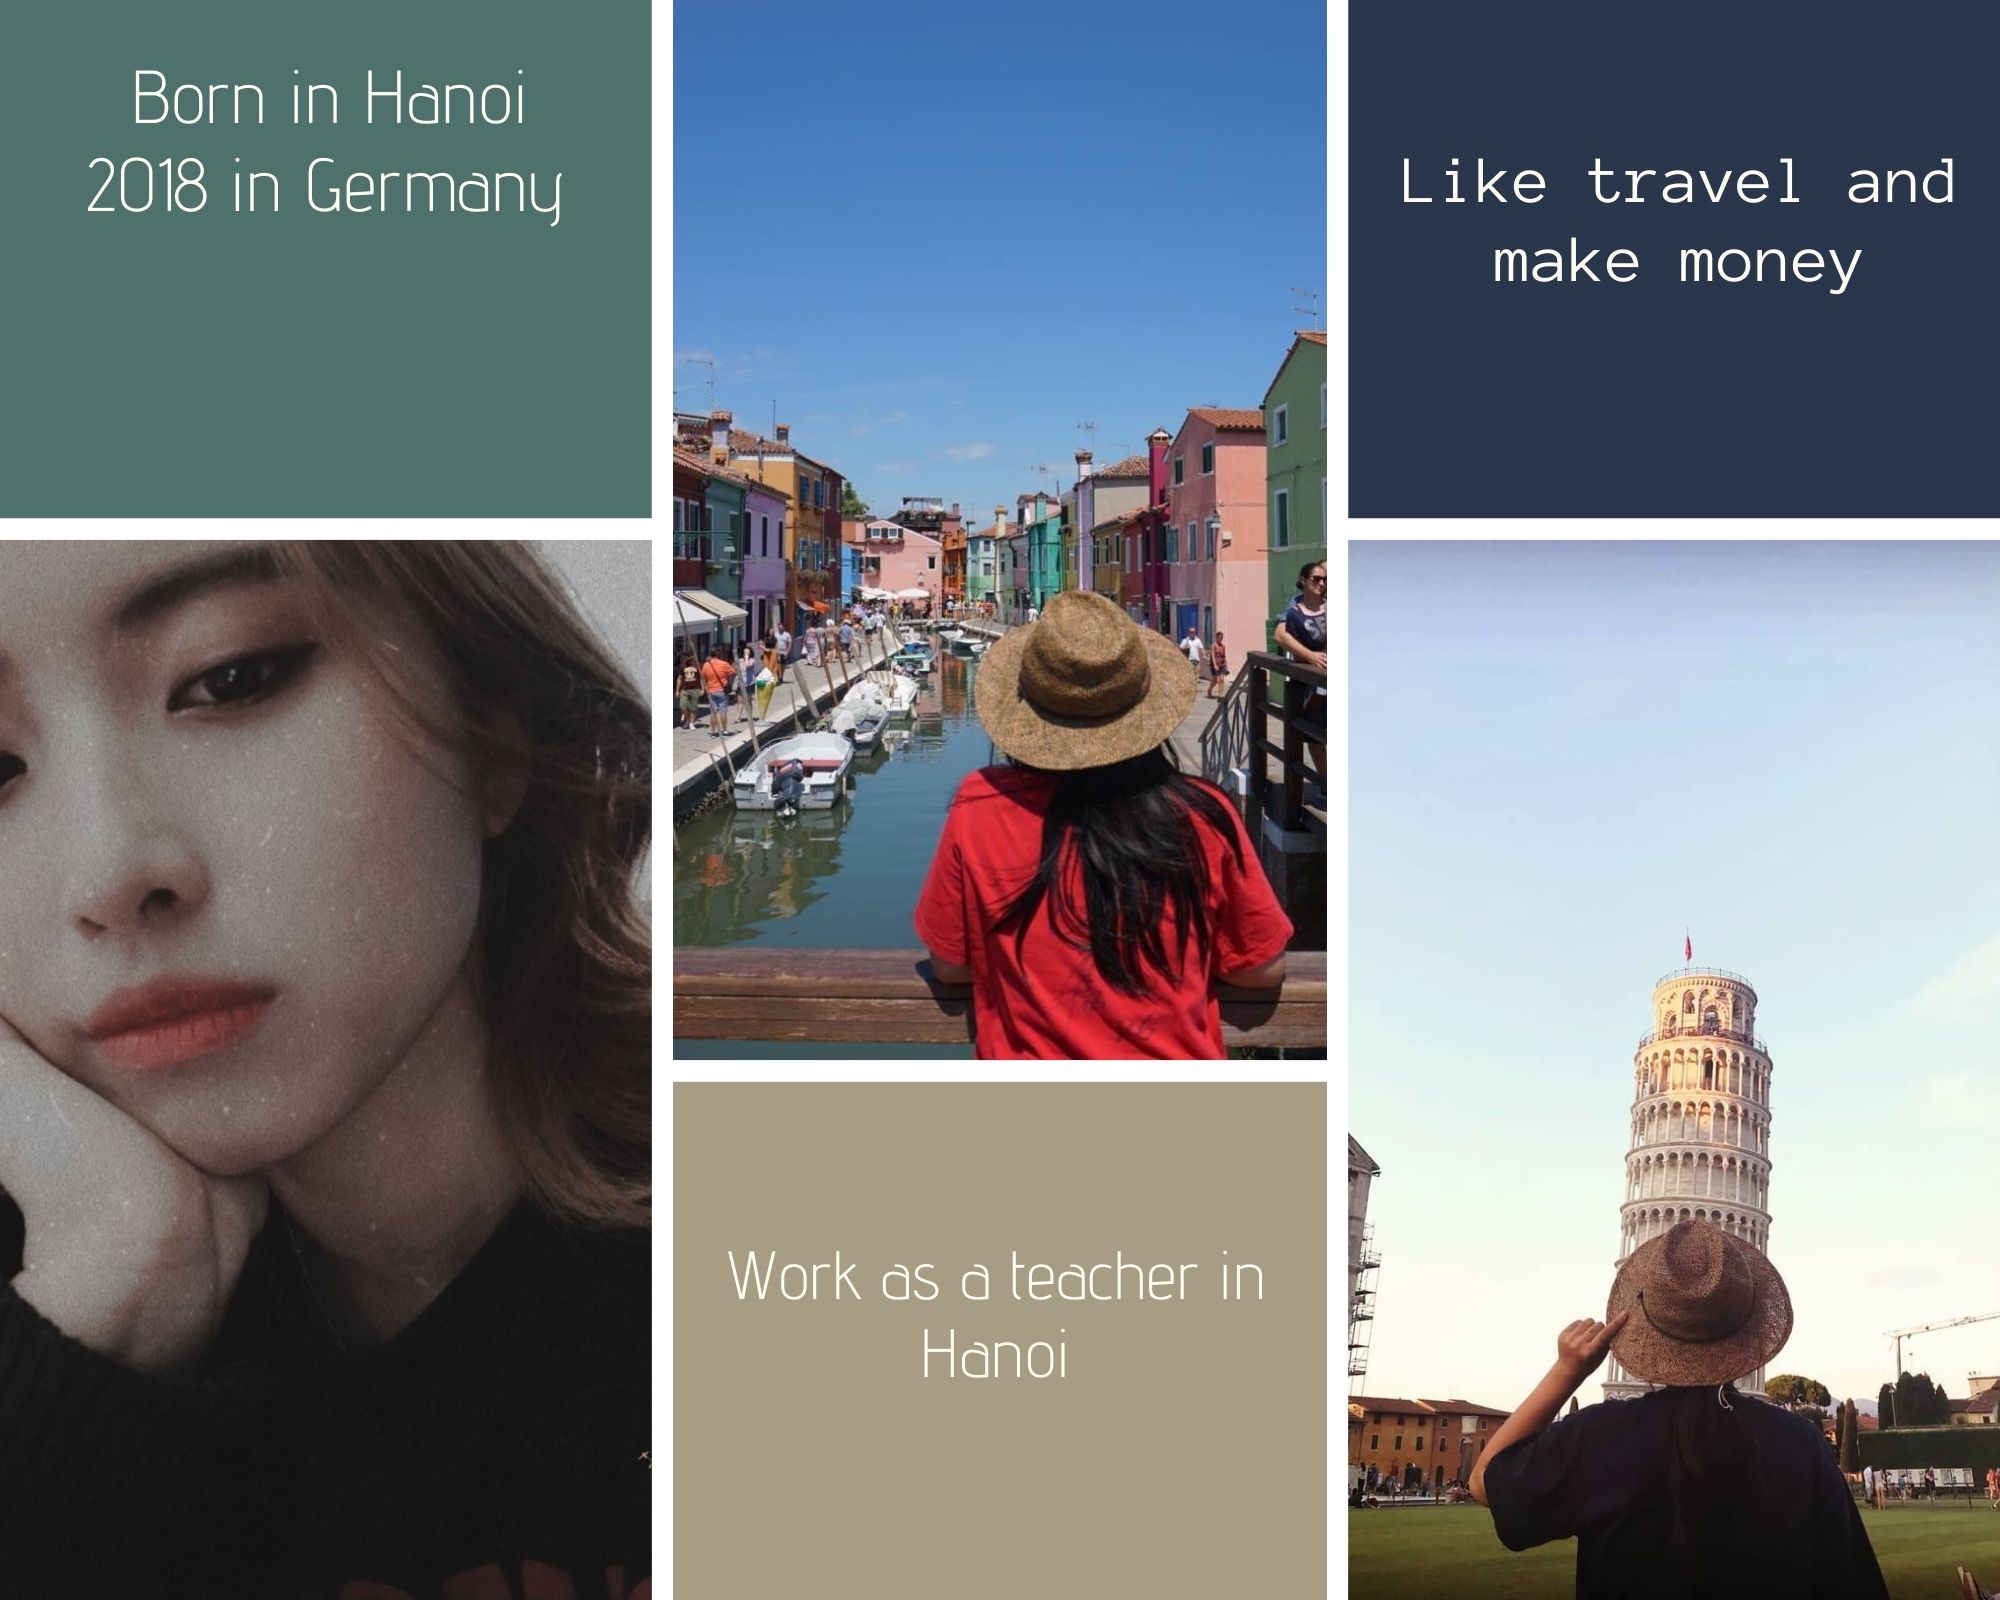 Born in Hanoi
2018 in Germany
Like travel and
make money
Work as a teacher in
Hanoi